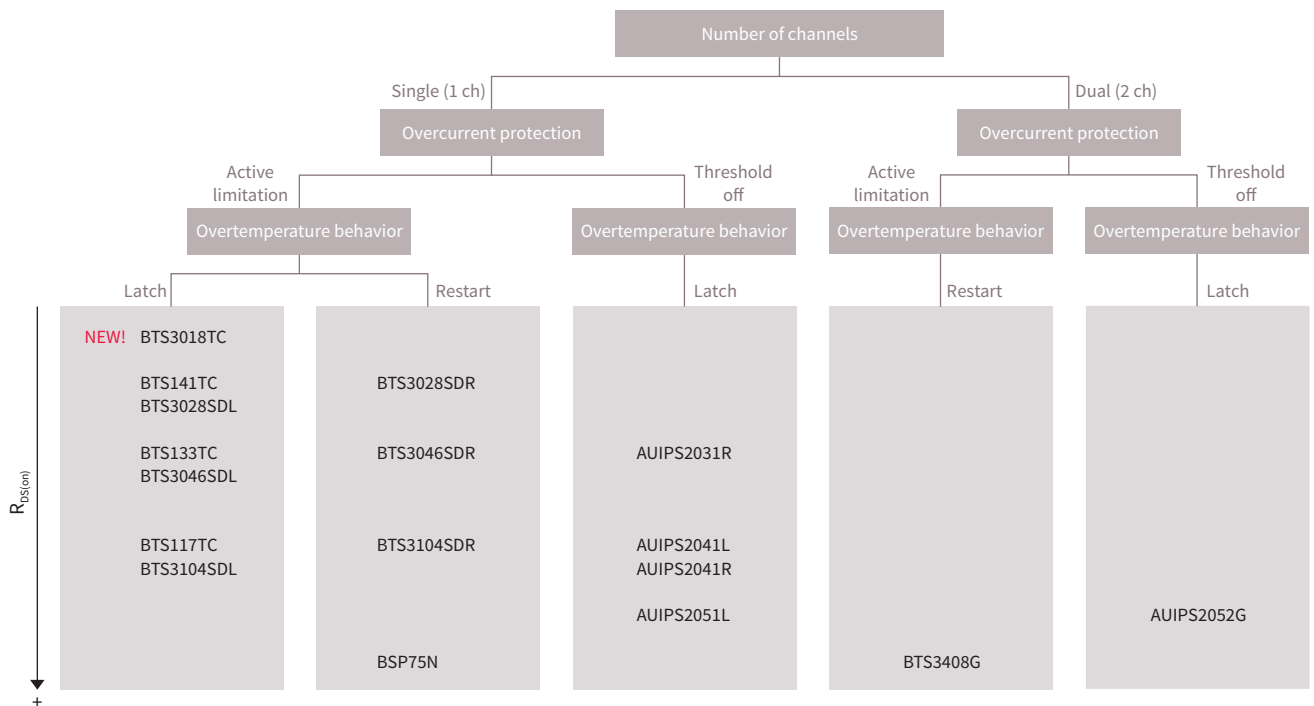 Number of channels
Single (1 ch)
Dual (2 ch)
Overcurrent protection
Overcurrent protection
Active
limitation
Threshold
off
Active
limitation
Threshold
off
Overtemperature behavior
Overtemperature behavior
Overtemperature behavior
Overtemperature behavior
Latch
Restart
Latch
Restart
Latch
RDS(on)
+
NEW! BTS3018TC
BTS141TC
BTS3028SDL
BTS133TC
BTS3046SDL
BTS117TC
BTS3104SDL
BTS3028SDR
BTS3046SDR
BTS3104SDR
BSP75N
AUIPS2031R
AUIPS2041L
AUIPS2041R
AUIPS2051L
BTS3408G
AUIPS2052G